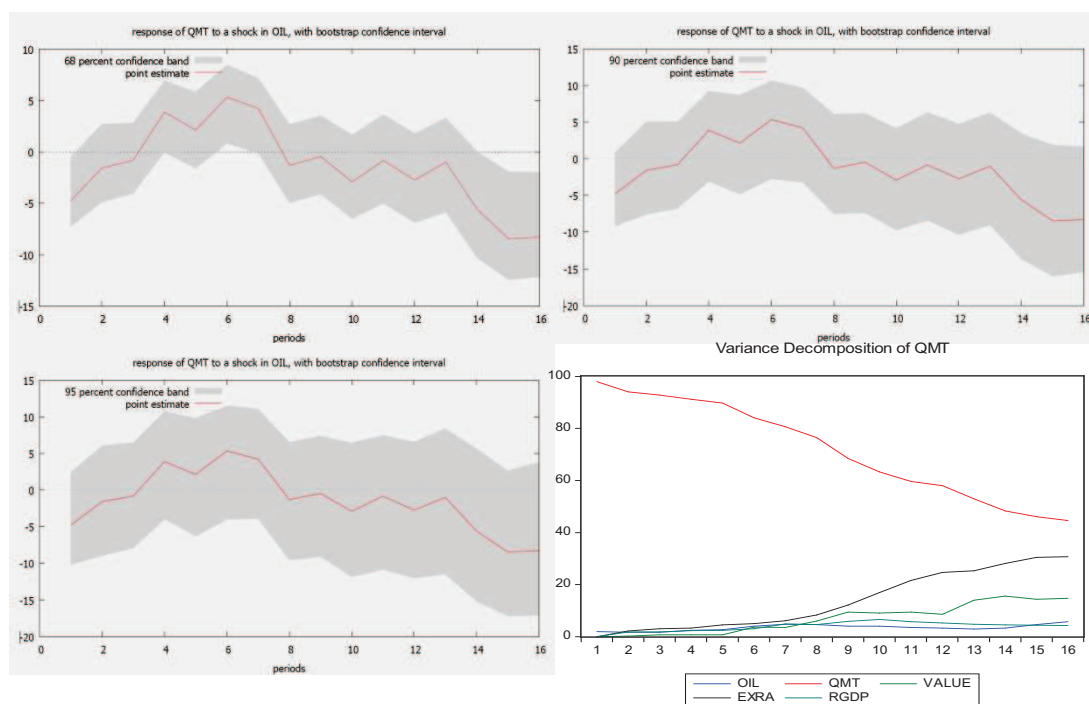 response of QMT to a shock in OIL, with bootstrap confidence interval
10
68 percent confidence band
point estimate
5
0
-5
-10
-15
0 2 4 6 8 10 12 14 16
periods
response of QMT to a shock in OIL, with bootstrap confidence interval
15
90 percent confidence band
point estimate
10
5
0
-5
-10
-15
-20
0 2 4 6 8 10 12 14 16
periods
response of QMT to a shock in OIL, with bootstrap confidence interval
15
95 percent confidence band
point estimate
10
5
0
-5
-10
-15
-20
0 2 4 6 8 10 12 14 16
periods
Variance Decomposition of QMT
100
80
60
40
20
0
1 2 3 4 5 6 7 8 9 10 11 12 13 14 15 16
OIL QMT VALUE
EXRA RGDP